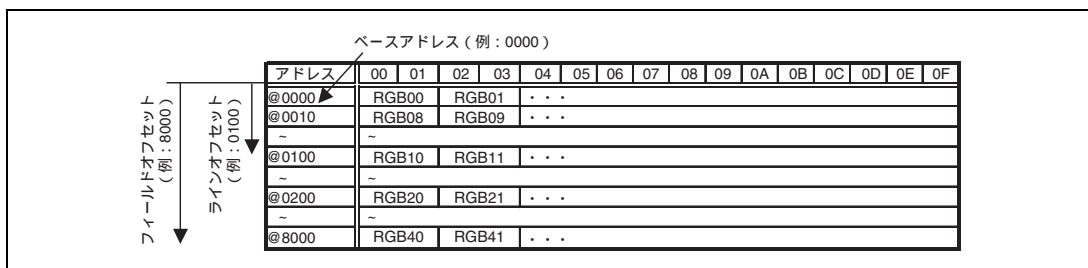 ベースアドレス ( 例 : 0000 )
アドレス 00 01 02 03 04 05 06 07 08 09 0A 0B 0C 0D 0E 0F
@0000 RGB00 RGB01 ・・・
@0010 RGB08 RGB09 ・・・
~ ~
@0100 RGB10 RGB11 ・・・
~ ~
@0200 RGB20 RGB21 ・・・
~ ~
@8000 RGB40 RGB41 ・・・
フィールドオフセット
( 例 : 8000 )
ラインオフセット
( 例 : 0100 )